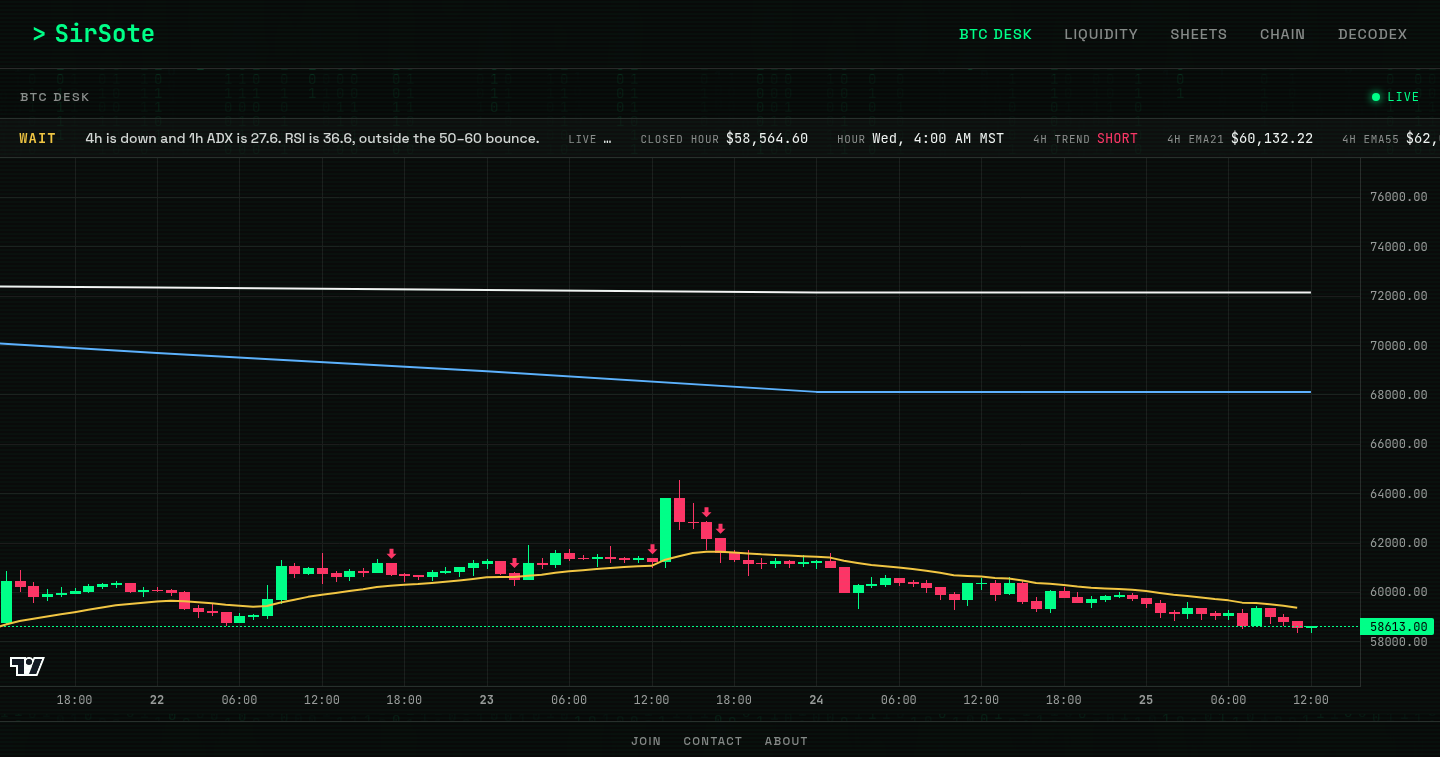 > SirSote
BTC DESK LIQUIDITY SHEETS CHAIN DECODEX
BTC DESK
LIVE
WAIT 4h is down and 1h ADX is 27.6. RSI is 36.6, outside the 50–60 bounce. LIVE … CLOSED HOUR $58,564.60 HOUR Wed, 4:00 AM MST 4H TREND SHORT 4H EMA21 $60,132.22 4H EMA55 $62,
76000.00
74000.00
72000.00
70000.00
68000.00
66000.00
64000.00
62000.00
60000.00
58613.00
58000.00
18:00 22 06:00 12:00 18:00 23 06:00 12:00 18:00 24 06:00 12:00 18:00 25 06:00 12:00
JOIN CONTACT ABOUT